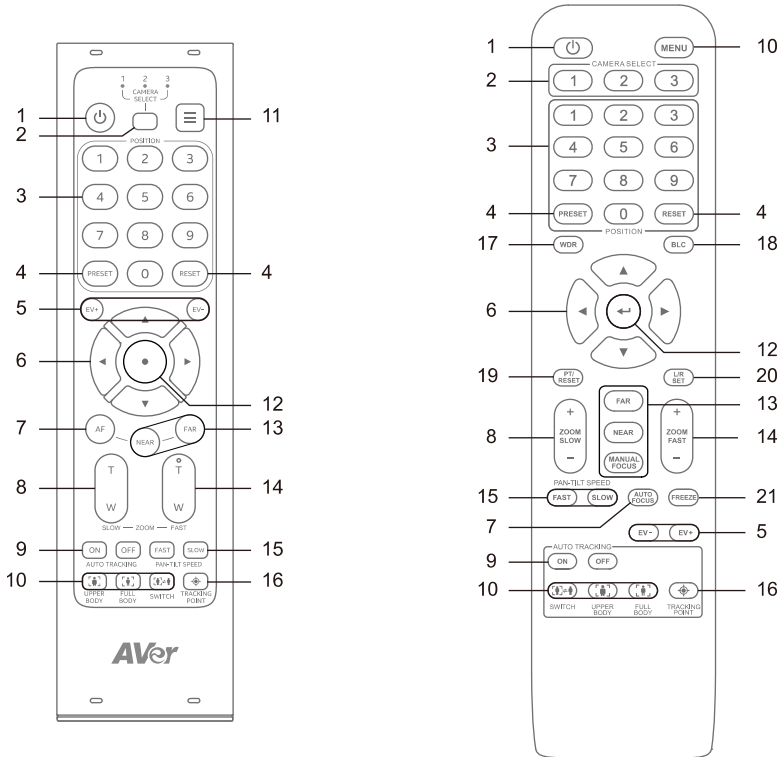 1 2 3
CAMERA
SELECT
1
2
11
POSITION
1 2 3
3
4 5 6
7 8 9
4
PRESET 0 RESET
4
5
EV+ EV-
6
12
7
AF NEAR FAR
13
8
T T
14
W W
SLOW ZOOM FAST
9
ON OFF FAST SLOW
15
AUTO TRACKING PAN-TILT SPEED
10
16
UPPER BODY
FULL BODY
SWITCH
TRACKING POINT
AVer
1
MENU
10
CAMERA SELECT
2
1 2 3
1 2 3
3
4 5 6
7 8 9
4
PRESET 0 RESET
4
POSITION
17
WDR BLC
18
6
12
19
PT/
RESET
L/R
SET
20
FAR
13
8
+
ZOOM
SLOW
-
NEAR
+
ZOOM
FAST
-
14
MANUAL
FOCUS
PAN-TILT SPEED
15
FAST SLOW
AUTO
FOCUS
FREEZE
21
7
EV- EV+
5
AUTO TRACKING
9
ON OFF
10
16
SWITCH
UPPER
BODY
FULL
BODY
TRACKING
POINT